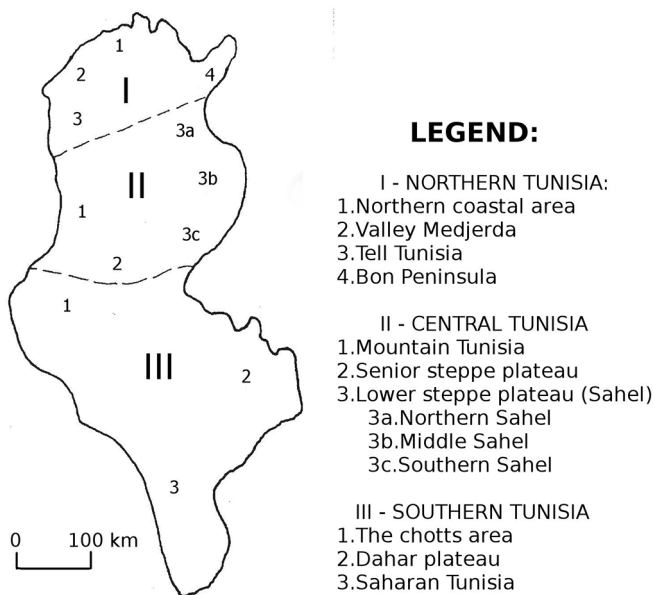 1
2
I
4
3
3a
II
3b
1
3c
2
1
III
2
3
0 100 km
LEGEND:
I - NORTHERN TUNISIA:
1.Northern coastal area
2.Valley Medjerda
3.Tell Tunisia
4.Bon Peninsula
II - CENTRAL TUNISIA
1.Mountain Tunisia
2.Senior steppe plateau
3.Lower steppe plateau (Sahel)
3a.Northern Sahel
3b.Middle Sahel
3c.Southern Sahel
III - SOUTHERN TUNISIA
1.The chotts area
2.Dahar plateau
3.Saharan Tunisia